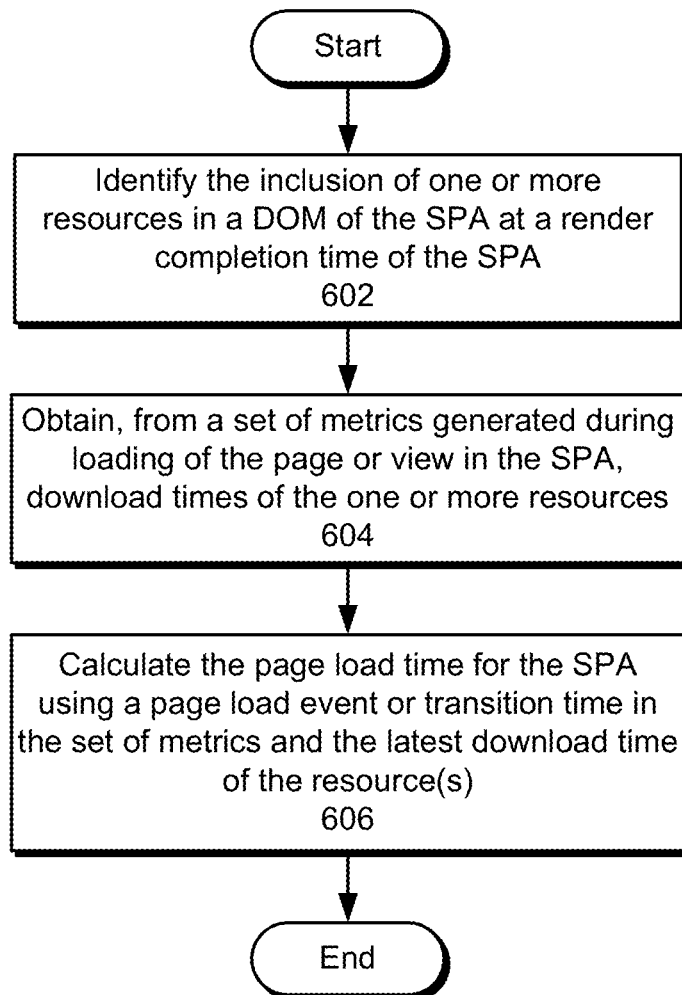 Start
Identify the inclusion of one or more
resources in a DOM of the SPA at a render
completion time of the SPA
602
Obtain, from a set of metrics generated during
loading of the page or view in the SPA,
download times of the one or more resources
604
Calculate the page load time for the SPA
using a page load event or transition time in
the set of metrics and the latest download time
of the resource(s)
606
End